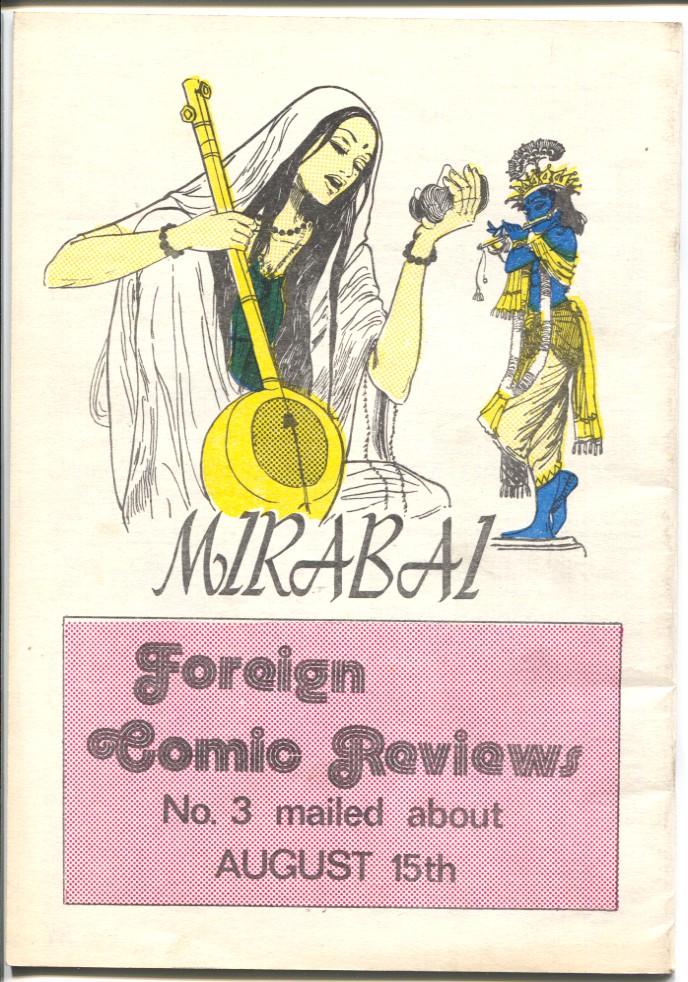 MIRABAI
Foreign
Comic Reviews
No. 3 mailed about
AUGUST 15th